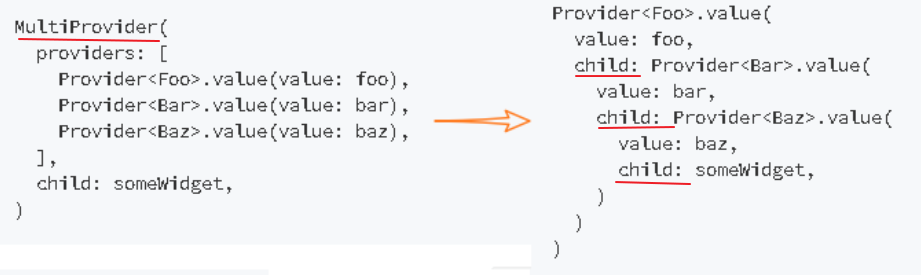 MultiProvider(
  providers: [
    Provider<Foo>.value(value: foo),
    Provider<Bar>.value(value: bar),
    Provider<Baz>.value(value: baz),
  ],
  child: someWidget,
)
Provider<Foo>.value(
  value: foo,
  child: Provider<Bar>.value(
    value: bar,
    child: Provider<Baz>.value(
      value: baz,
      child: someWidget,
    )
  )
)